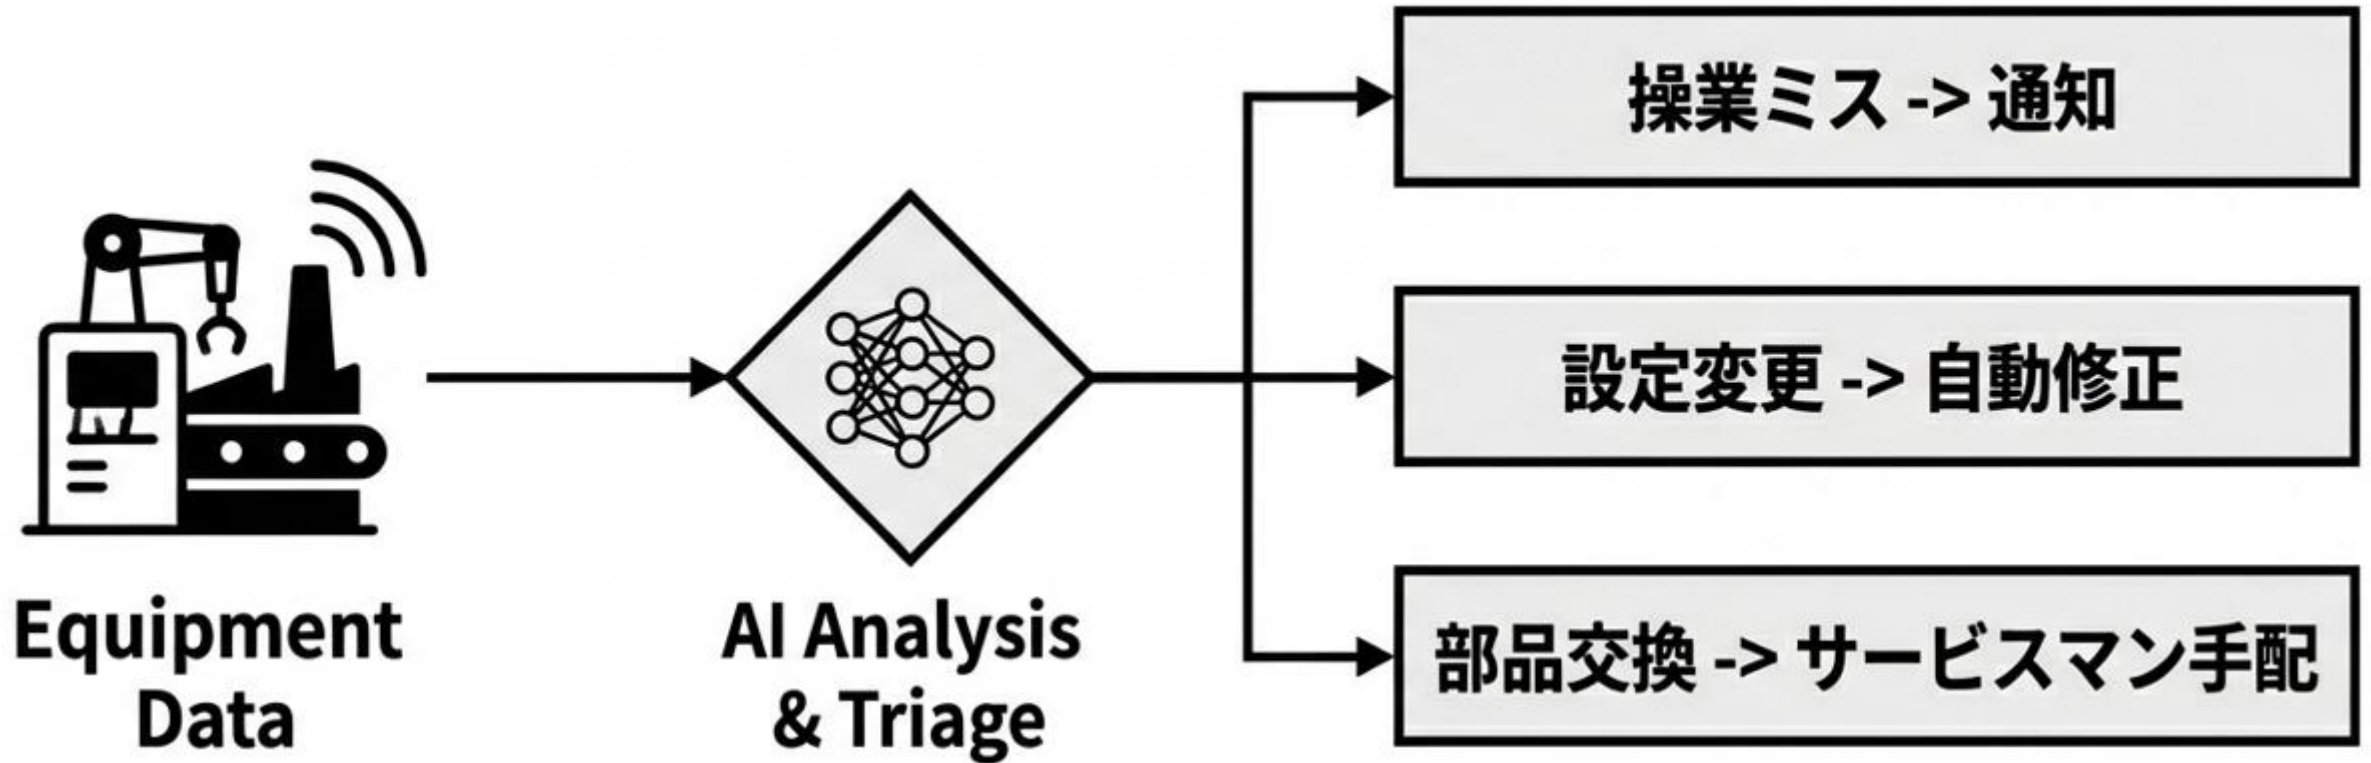 Equipment
Data
AI Analysis
& Triage
操業ミス -> 通知
設定変更 -> 自動修正
部品交換 -> サービスマン手配